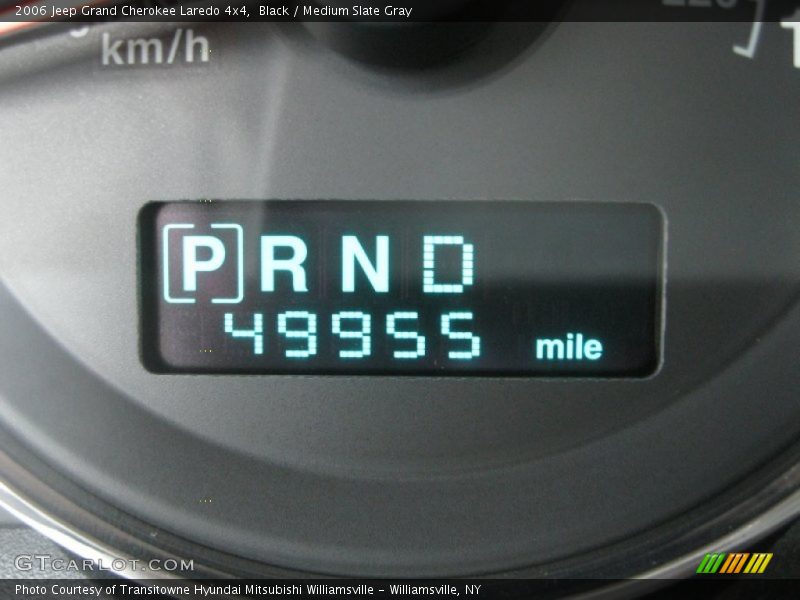 2006 Jeep Grand Cherokee Laredo 4x4, Black / Medium Slate Gray
km/h
220
[P] R N D
49955 mile
GTCARLOT.COM
Photo Courtesy of Transitowne Hyundai Mitsubishi Williamsville - Williamsville, NY